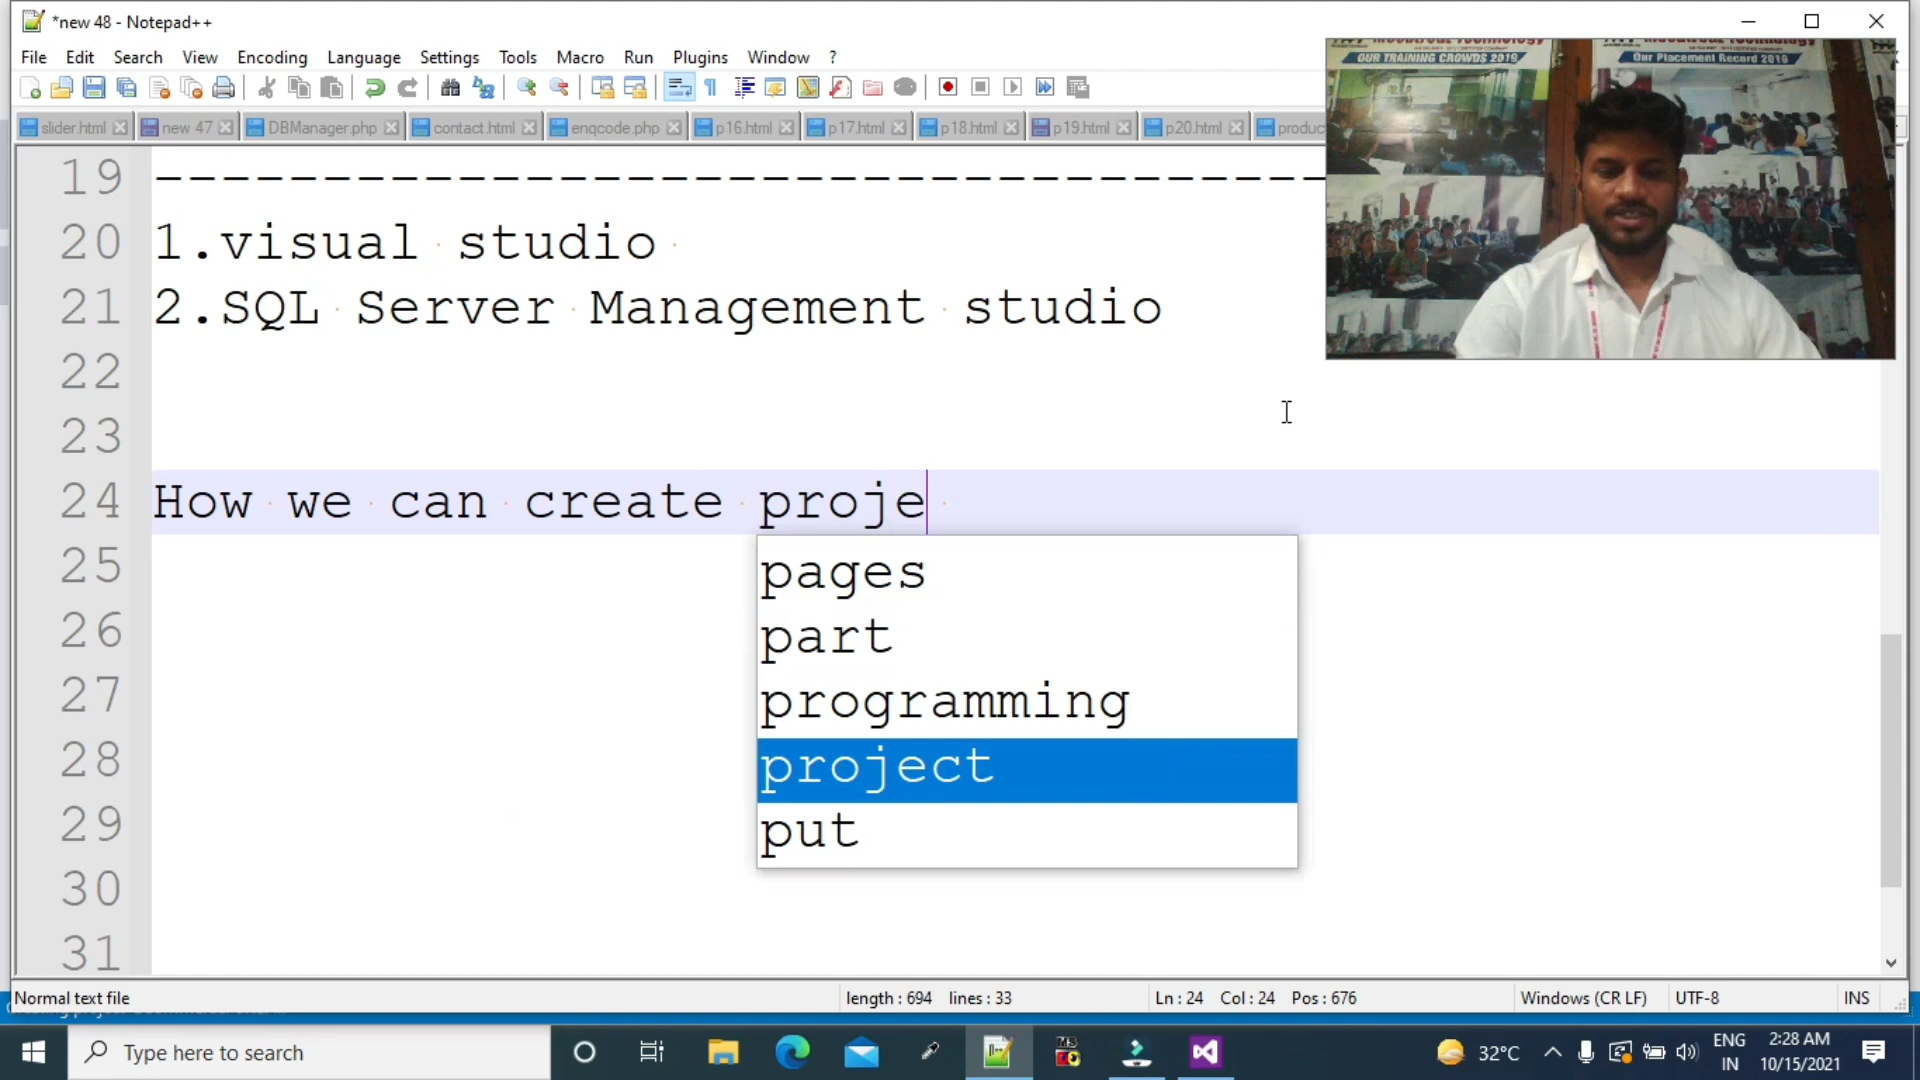 *new 48 - Notepad++
File Edit Search View Encoding Language Settings Tools Macro Run Plugins Window ?
OUR TRAINING CROWDS 2019
Our Placement Record 2018
slider.html new 47 DBManager.php contact.html enqcode.php p16.html p17.html p18.html p19.html p20.html produc
19 ------------------------------------
20 1.visual studio
21 2.SQL Server Management studio
22
23
24 How we can create proje
25 pages
26 part
27 programming
28 project
29 put
30
31
Normal text file length : 694 lines : 33 Ln : 24 Col : 24 Pos : 676 Windows (CR LF) UTF-8 INS
Type here to search
32°C
ENG
IN
2:28 AM
10/15/2021